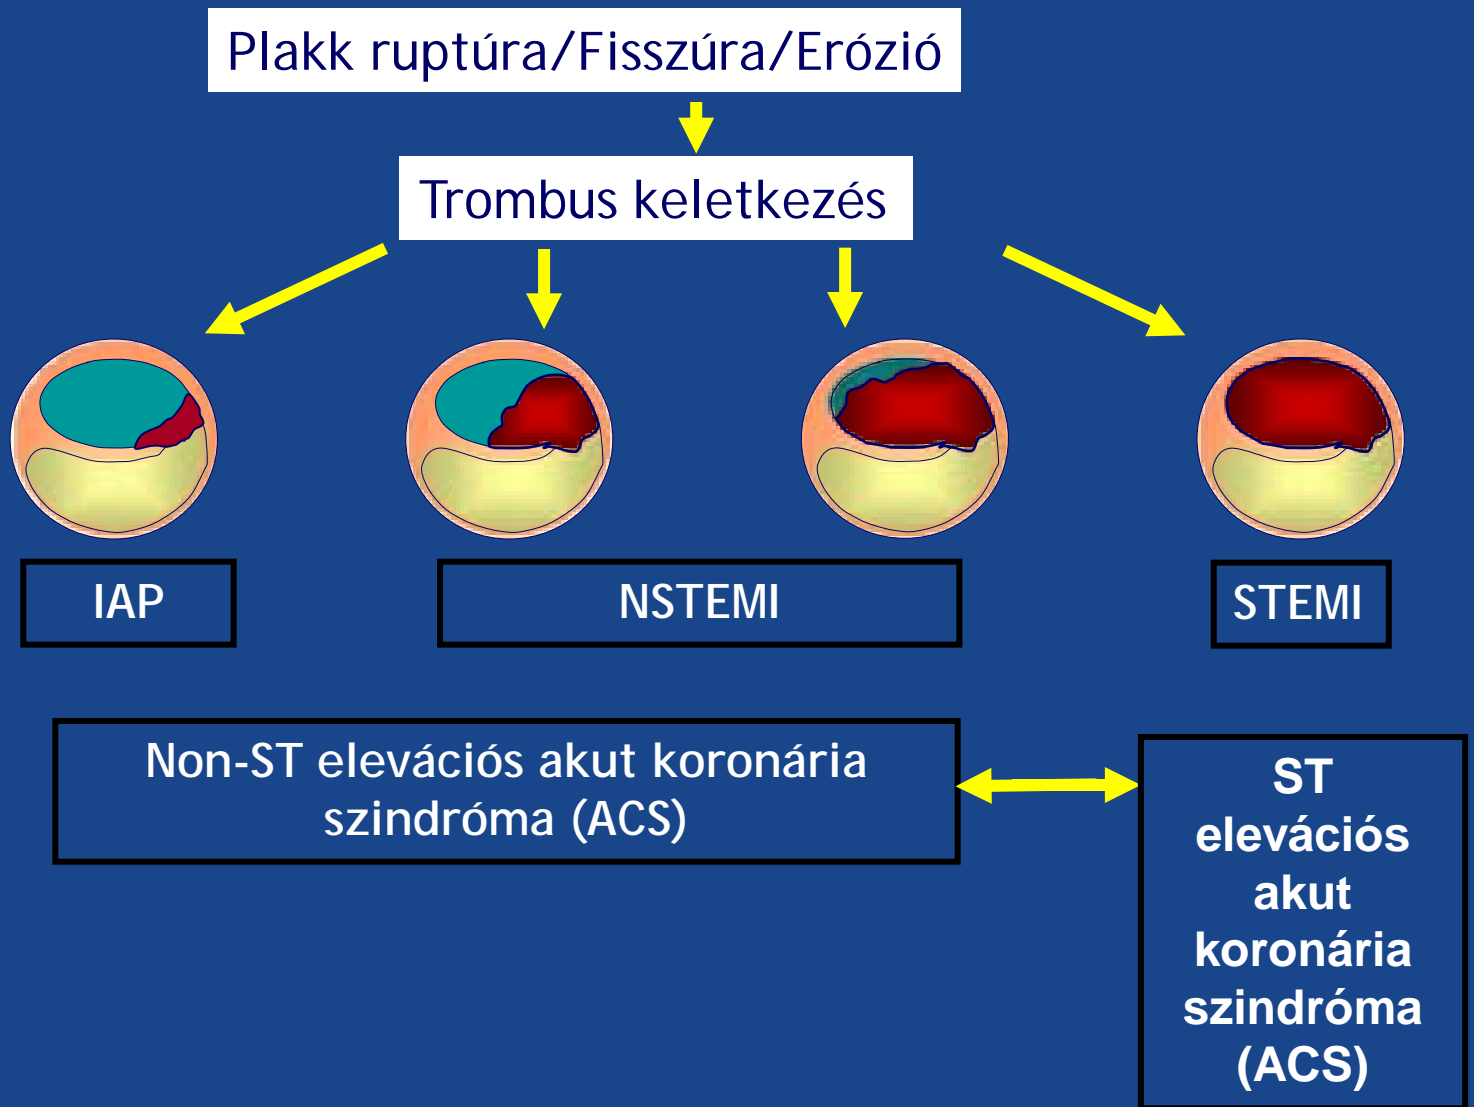 Plakk ruptúra/Fisszúra/Erózió
Trombus keletkezés
IAP
NSTEMI
STEMI
Non-ST elevációs akut koronária
szindróma (ACS)
ST
elevációs
akut
koronária
szindróma
(ACS)